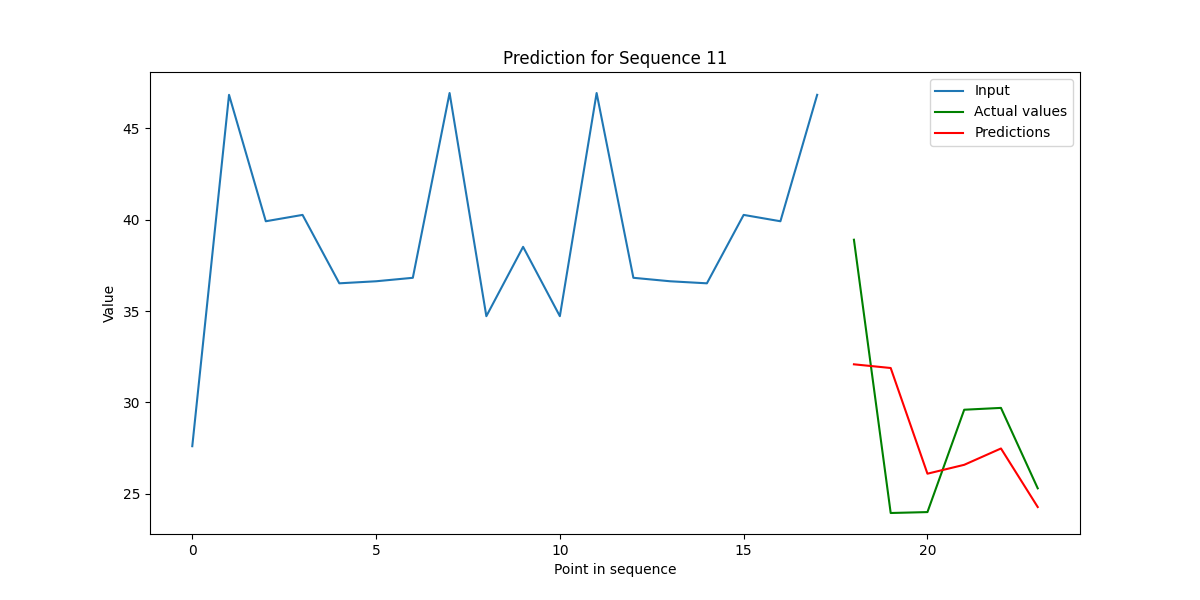 Prediction for Sequence 11
Input
Actual values
Predictions
45
40
35
30
25
Value
0 5 10 15 20
Point in sequence